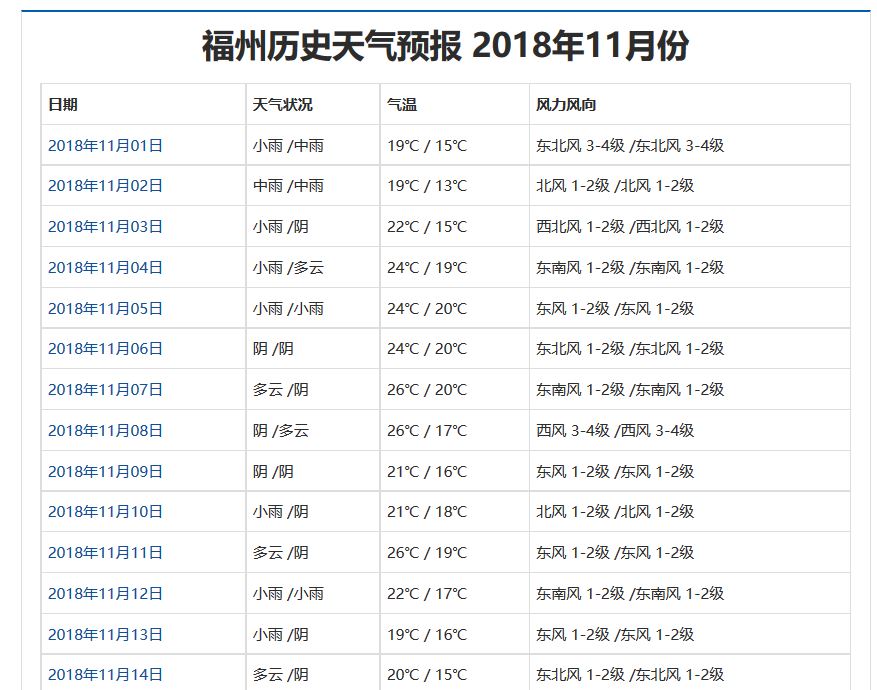 福州历史天气预报 2018年11月份
日期 天气状况 气温 风力风向
2018年11月01日 小雨 /中雨 19℃ / 15℃ 东北风 3-4级 /东北风 3-4级
2018年11月02日 中雨 /中雨 19℃ / 13℃ 北风 1-2级 /北风 1-2级
2018年11月03日 小雨 /阴 22℃ / 15℃ 西北风 1-2级 /西北风 1-2级
2018年11月04日 小雨 /多云 24℃ / 19℃ 东南风 1-2级 /东南风 1-2级
2018年11月05日 小雨 /小雨 24℃ / 20℃ 东风 1-2级 /东风 1-2级
2018年11月06日 阴 /阴 24℃ / 20℃ 东北风 1-2级 /东北风 1-2级
2018年11月07日 多云 /阴 26℃ / 20℃ 东南风 1-2级 /东南风 1-2级
2018年11月08日 阴 /多云 26℃ / 17℃ 西风 3-4级 /西风 3-4级
2018年11月09日 阴 /阴 21℃ / 16℃ 东风 1-2级 /东风 1-2级
2018年11月10日 小雨 /阴 21℃ / 18℃ 北风 1-2级 /北风 1-2级
2018年11月11日 多云 /阴 26℃ / 19℃ 东风 1-2级 /东风 1-2级
2018年11月12日 小雨 /小雨 22℃ / 17℃ 东南风 1-2级 /东南风 1-2级
2018年11月13日 小雨 /阴 19℃ / 16℃ 东风 1-2级 /东风 1-2级
2018年11月14日 多云 /阴 20℃ / 15℃ 东北风 1-2级 /东北风 1-2级